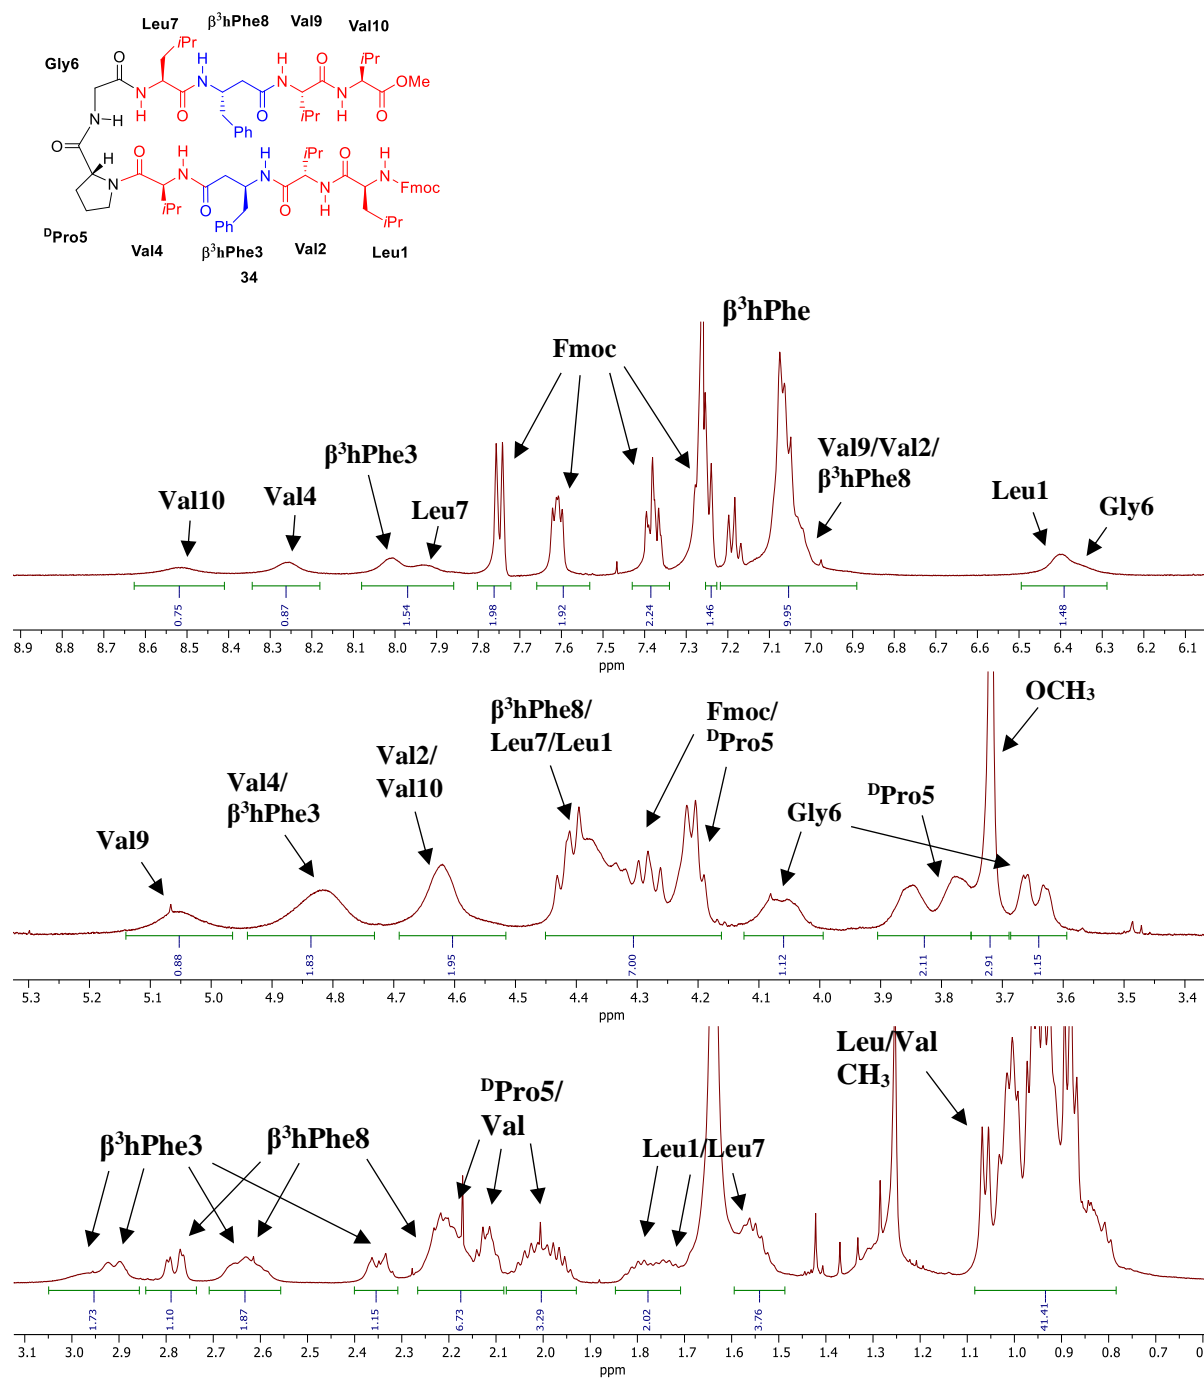 Leu7 β³hPhe8 Val9 Val10
iPr iPr
Gly6
O H O H O
N N N N OMe
H O O H O
N-H iPr
O Ph
H O H H iPr O H
N N N N Fmoc
O O H
iPr Ph iPr
ᴰPro5
Val4 β³hPhe3 Val2 Leu1
34
β³hPhe
Fmoc
Val9/Val2/
β³hPhe8
β³hPhe3
Val10 Val4 Leu7 Leu1 Gly6
0.75 0.87 1.54 1.98 1.92 2.24 1.46 9.95 1.48
8.9 8.8 8.7 8.6 8.5 8.4 8.3 8.2 8.1 8.0 7.9 7.8 7.7 7.6 7.5 7.4 7.3 7.2 7.1 7.0 6.9 6.8 6.7 6.6 6.5 6.4 6.3 6.2 6.1
ppm
OCH₃
β³hPhe8/
Leu7/Leu1
Fmoc/
ᴰPro5
Val2/
Val10
Val4/
β³hPhe3
ᴰPro5
Gly6
Val9
0.88 1.83 1.95 7.00 1.12 2.11 2.91 1.15
5.3 5.2 5.1 5.0 4.9 4.8 4.7 4.6 4.5 4.4 4.3 4.2 4.1 4.0 3.9 3.8 3.7 3.6 3.5 3.4
ppm
Leu/Val
CH₃
ᴰPro5/
Val
β³hPhe3 β³hPhe8 Leu1/Leu7
1.73 1.10 1.87 1.15 6.73 3.29 2.02 3.76 41.41
3.1 3.0 2.9 2.8 2.7 2.6 2.5 2.4 2.3 2.2 2.1 2.0 1.9 1.8 1.7 1.6 1.5 1.4 1.3 1.2 1.1 1.0 0.9 0.8 0.7 0.
ppm